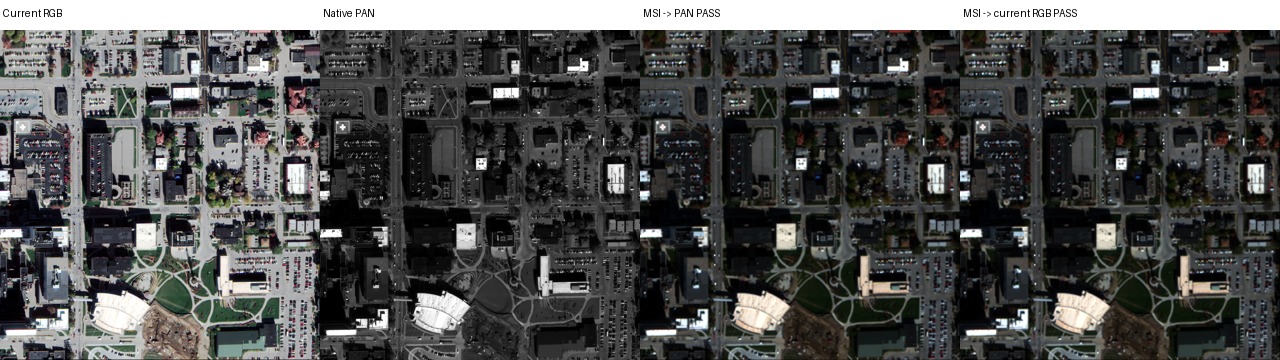 Current RGB
Native PAN
MSI -> PAN PASS
MSI -> current RGB PASS